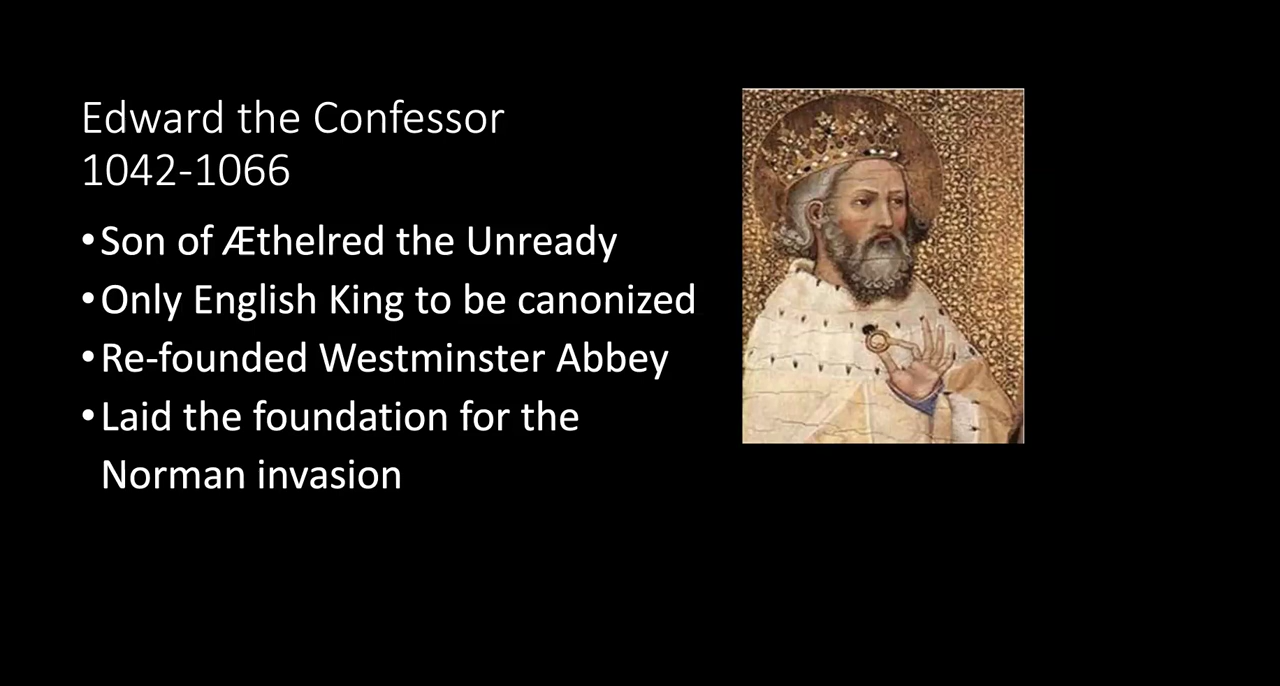 Edward the Confessor
1042-1066
•Son of Æthelred the Unready
•Only English King to be canonized
•Re-founded Westminster Abbey
•Laid the foundation for the
Norman invasion